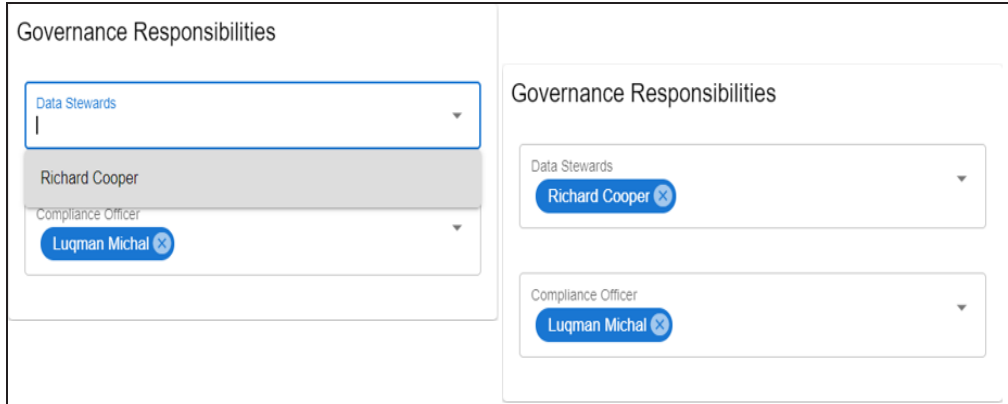 Governance Responsibilities
Data Stewards
Richard Cooper
Compliance Officer
Luqman Michal
Governance Responsibilities
Data Stewards
Richard Cooper
Compliance Officer
Luqman Michal